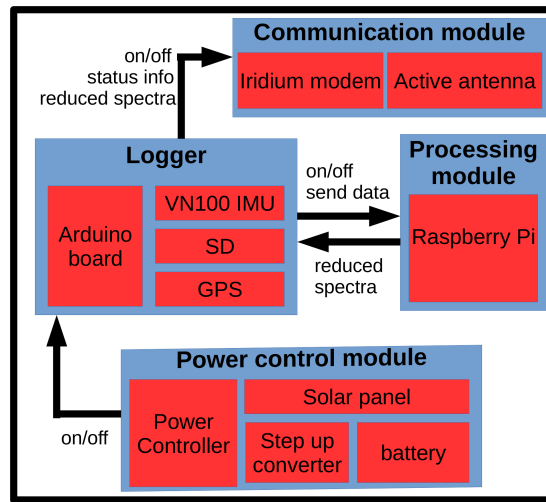 Communication module
Iridium modem
Active antenna
on/off
status info
reduced spectra
Logger
Arduino
board
VN100 IMU
SD
GPS
on/off
send data
reduced
spectra
Processing
module
Raspberry Pi
Power control module
Power
Controller
Solar panel
Step up
converter
battery
on/off